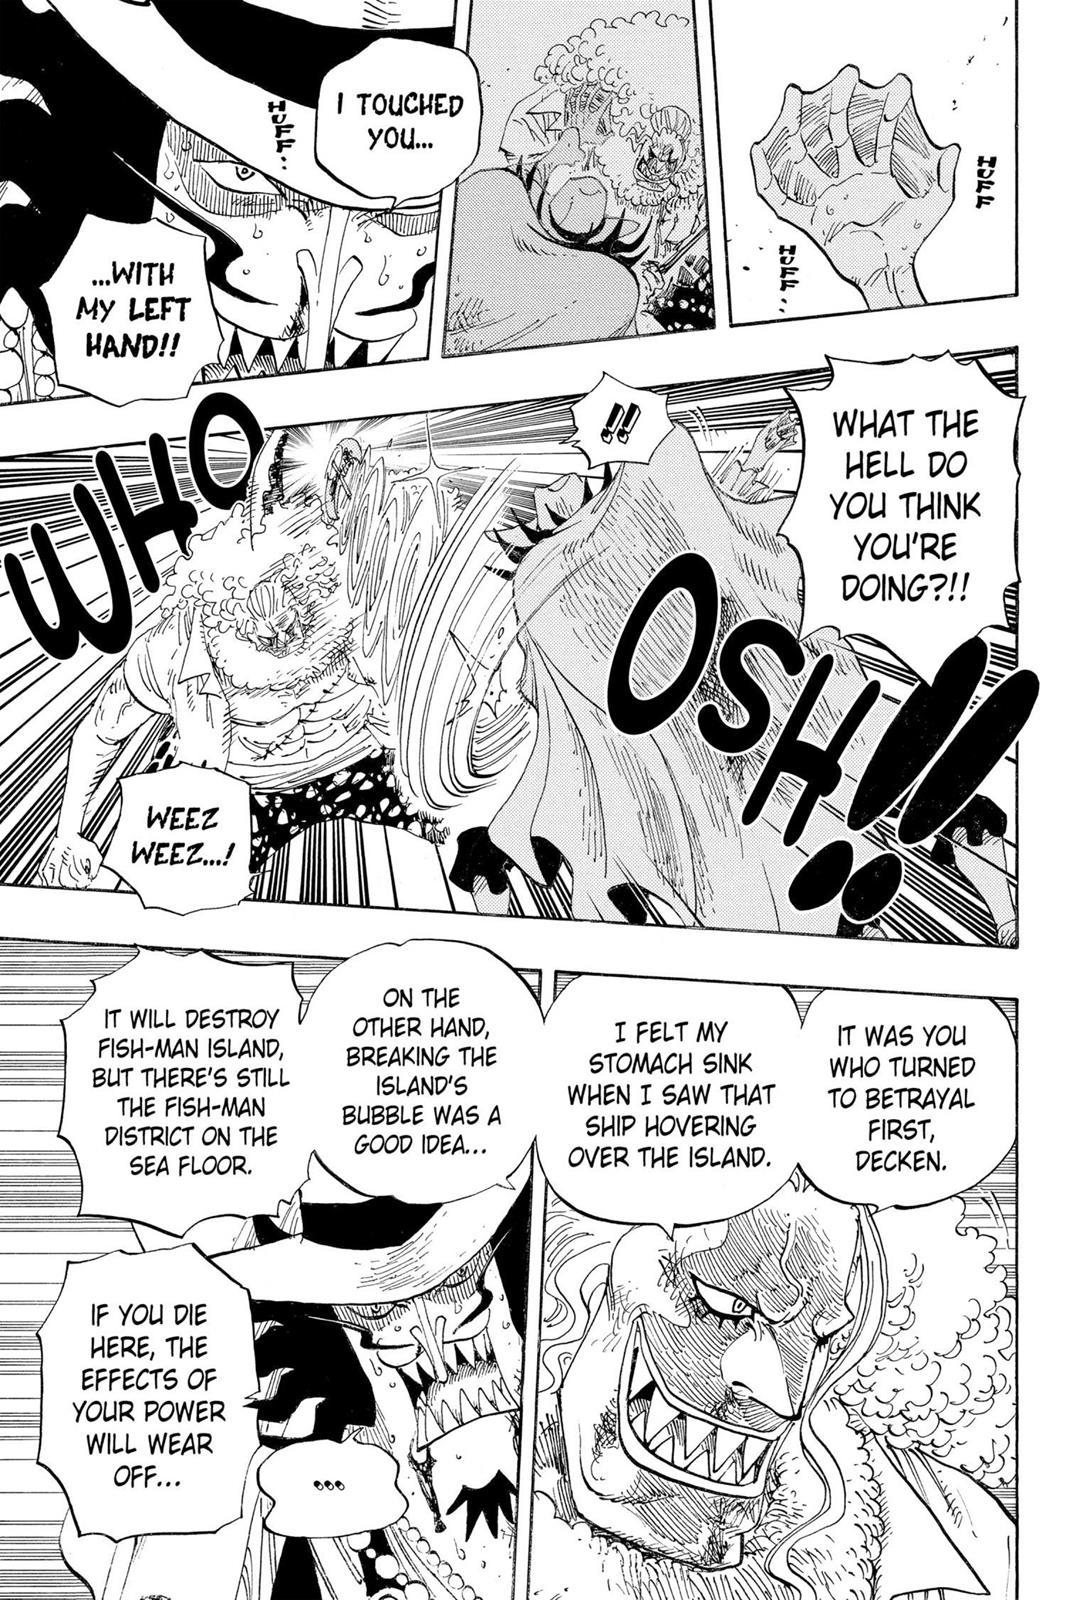 HUFF
HUFF..
I TOUCHED
YOU...
HUFF..
...WITH
MY LEFT
HAND!!
WHAT THE
HELL DO
YOU THINK
YOU'RE
DOING?!!
!!
WHO
OSH!!
WEEZ
WEEZ...!
IT WAS YOU
WHO TURNED
TO BETRAYAL
FIRST,
DECKEN.
I FELT MY
STOMACH SINK
WHEN I SAW THAT
SHIP HOVERING
OVER THE ISLAND.
ON THE
OTHER HAND,
BREAKING THE
ISLAND'S
BUBBLE WAS A
GOOD IDEA...
IT WILL DESTROY
FISH-MAN ISLAND,
BUT THERE'S STILL
THE FISH-MAN
DISTRICT ON THE
SEA FLOOR.
IF YOU DIE
HERE, THE
EFFECTS OF
YOUR POWER
WILL WEAR
OFF...
...